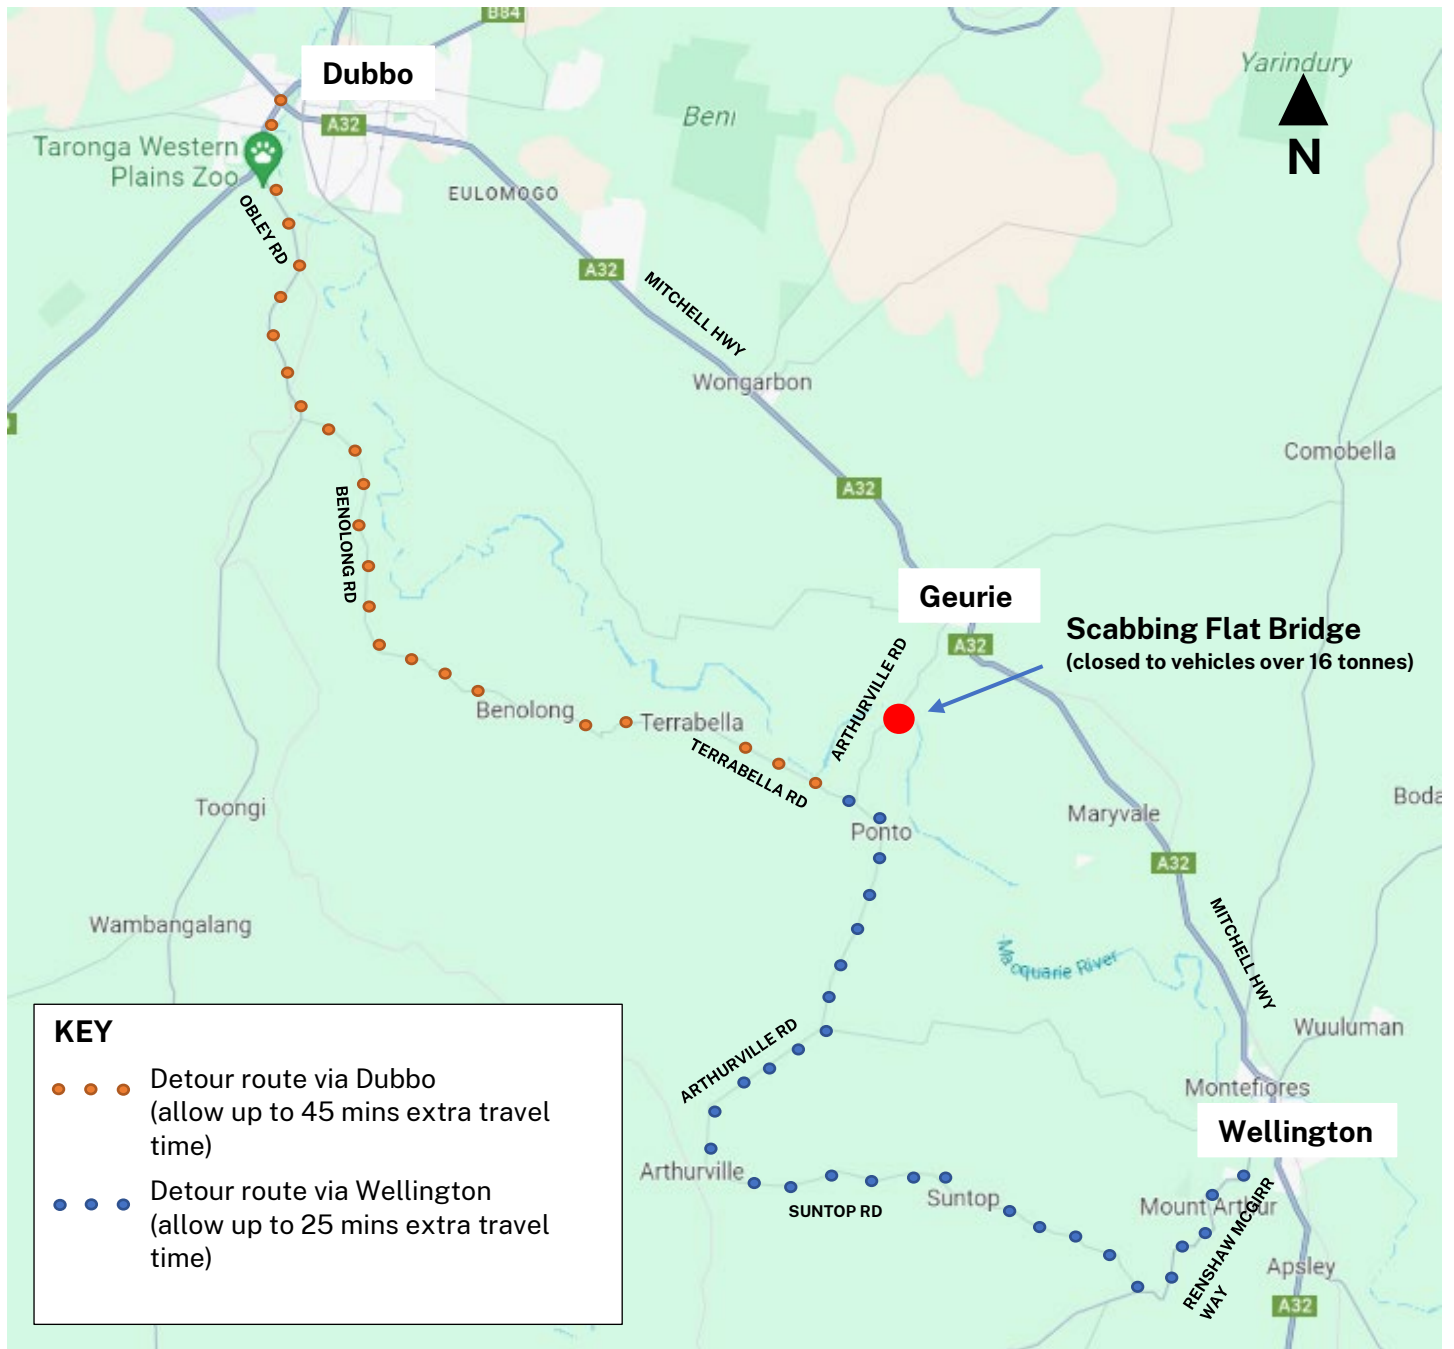 B84
Dubbo
Yarindury
Beni
A32
N
Taronga Western
Plains Zoo
EULOMOGO
OBLEY RD
A32
MITCHELL HWY
Wongarbon
Comobella
A32
BENOLONG RD
Geurie
Scabbing Flat Bridge
(closed to vehicles over 16 tonnes)
A32
ARTHURVILLE RD
Benolong
Terrabella
TERRABELLA RD
Toongi
Boda
Maryvale
Ponto
A32
Wambangalang
MITCHELL HWY
Macquarie River
KEY
Detour route via Dubbo
(allow up to 45 mins extra travel
time)
Detour route via Wellington
(allow up to 25 mins extra travel
time)
Wuuluman
ARTHURVILLE RD
Montefiores
Wellington
Arthurville
Suntop
Mount Arthur
SUNTOP RD
RENSHAW MCGIRR
WAY
Apsley
A32